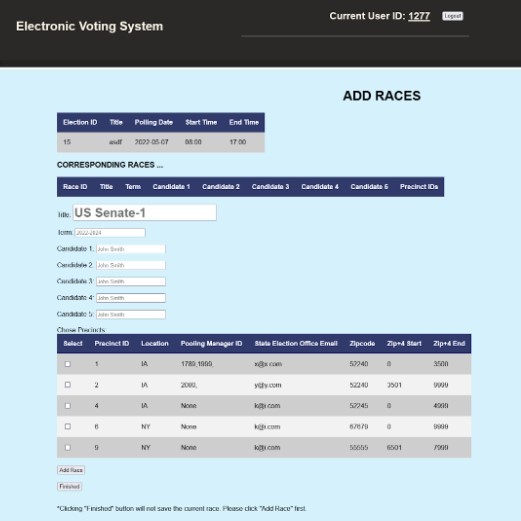 Electronic Voting System
Current User ID: 1277 Logout
ADD RACES
Election ID Title Polling Date Start Time End Time
15 asdf 2022-05-07 08:00 17:00
CORRESPONDING RACES ...
Race ID Title Term Candidate 1 Candidate 2 Candidate 3 Candidate 4 Candidate 5 Precinct IDs
Title: US Senate-1
Term: 2022-2024
Candidate 1: John Smith
Candidate 2: John Smith
Candidate 3: John Smith
Candidate 4: John Smith
Candidate 5: John Smith
Chose Precincts
Select Precinct ID Location Pooling Manager ID State Election Office Email Zipcode Zip+4 Start Zip+4 End
1 IA 1789,1999, x@x.com 52240 0 3500
2 IA 2000, y@y.com 52240 3501 9999
4 IA None k@i.com 52245 0 4999
6 NY None k@i.com 67679 0 9999
9 NY None k@i.com 55555 6501 7999
Add Race
Finished
*Clicking "Finished" button will not save the current race. Please click "Add Race" first.